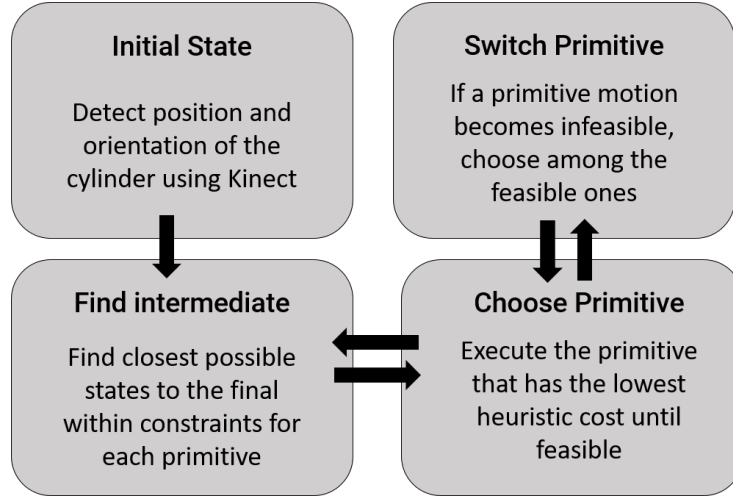 Initial State
Detect position and
orientation of the
cylinder using Kinect
Switch Primitive
If a primitive motion
becomes infeasible,
choose among the
feasible ones
Find intermediate
Find closest possible
states to the final
within constraints for
each primitive
Choose Primitive
Execute the primitive
that has the lowest
heuristic cost until
feasible